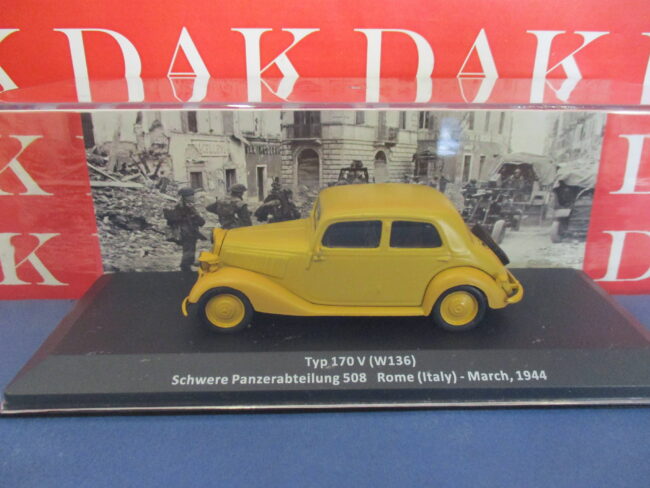 DAK DAK DAK
Typ 170 V (W136)
Schwere Panzerabteilung 508 Rome (Italy) - March, 1944